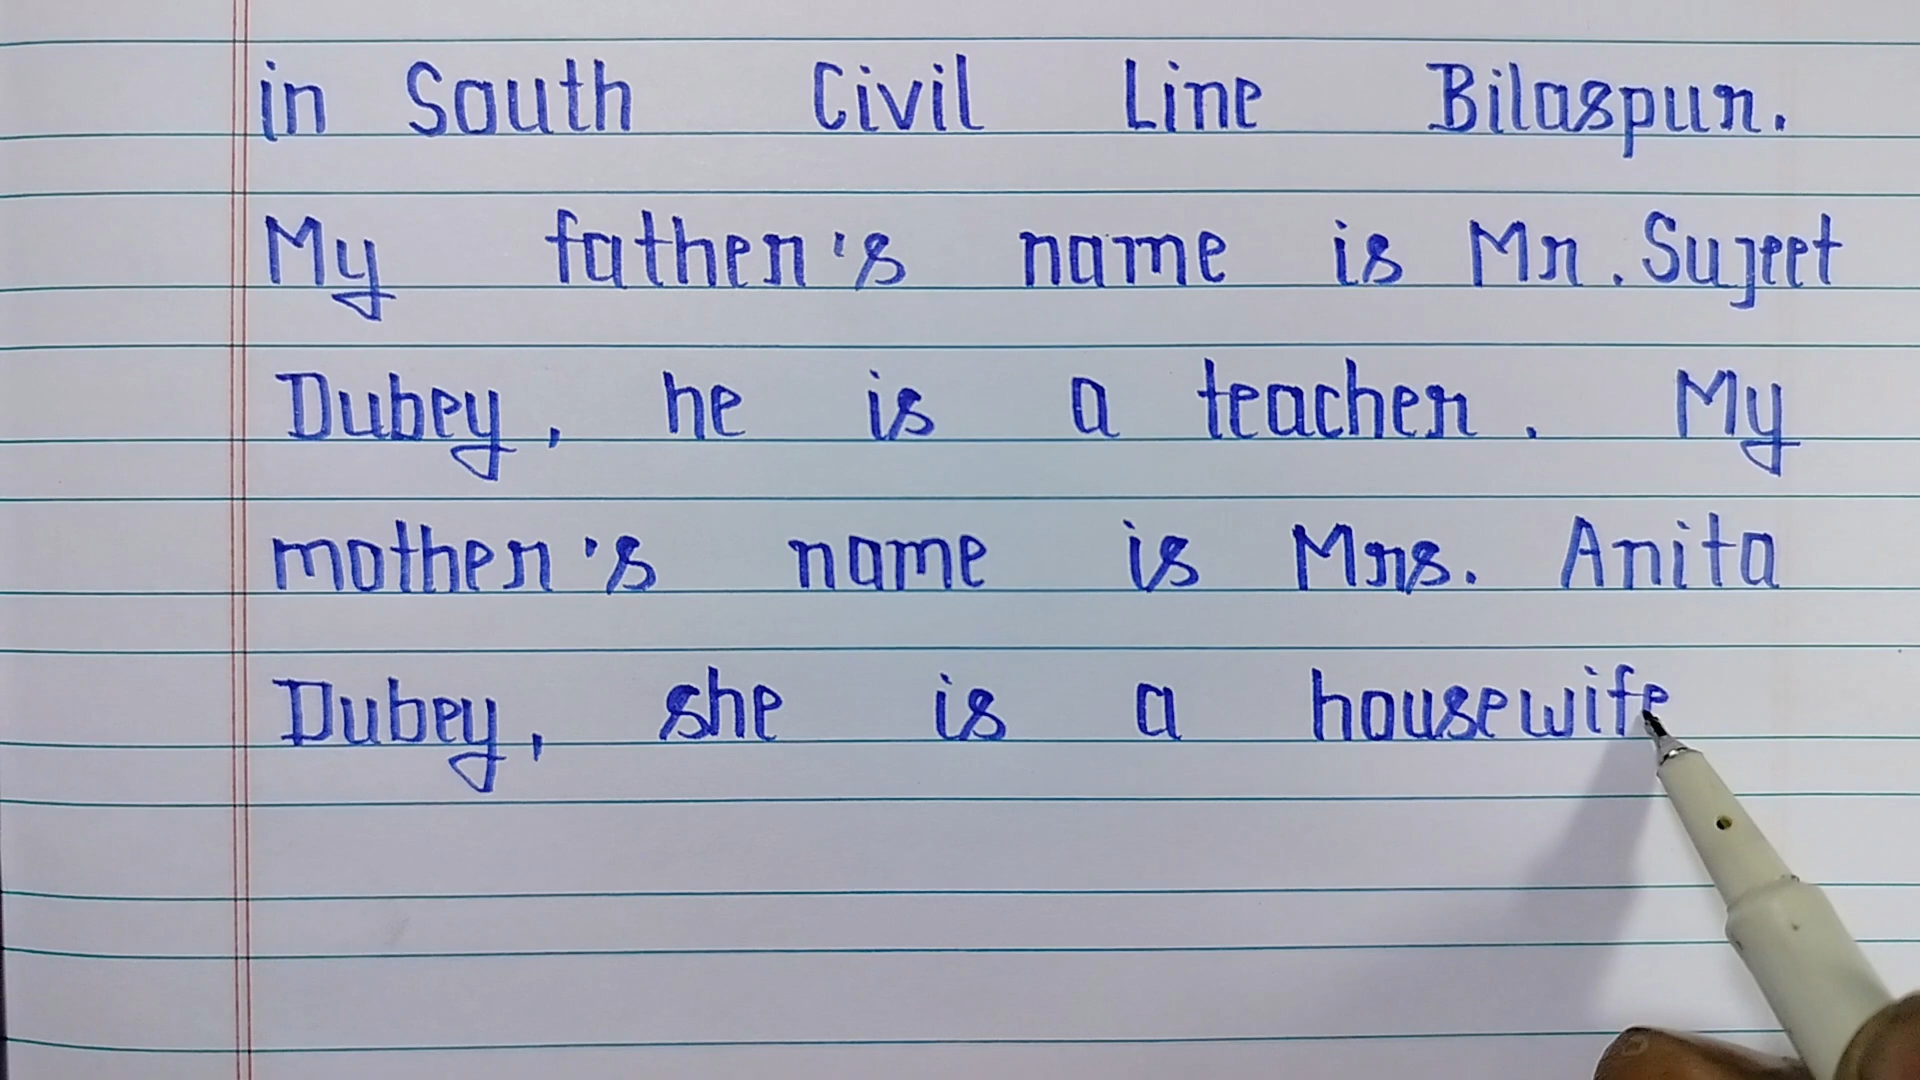 in South Civil Line Bilaspur.
My father's name is Mr. Sujeet
Dubey, he is a teacher. My
mother's name is Mrs. Anita
Dubey, she is a housewife